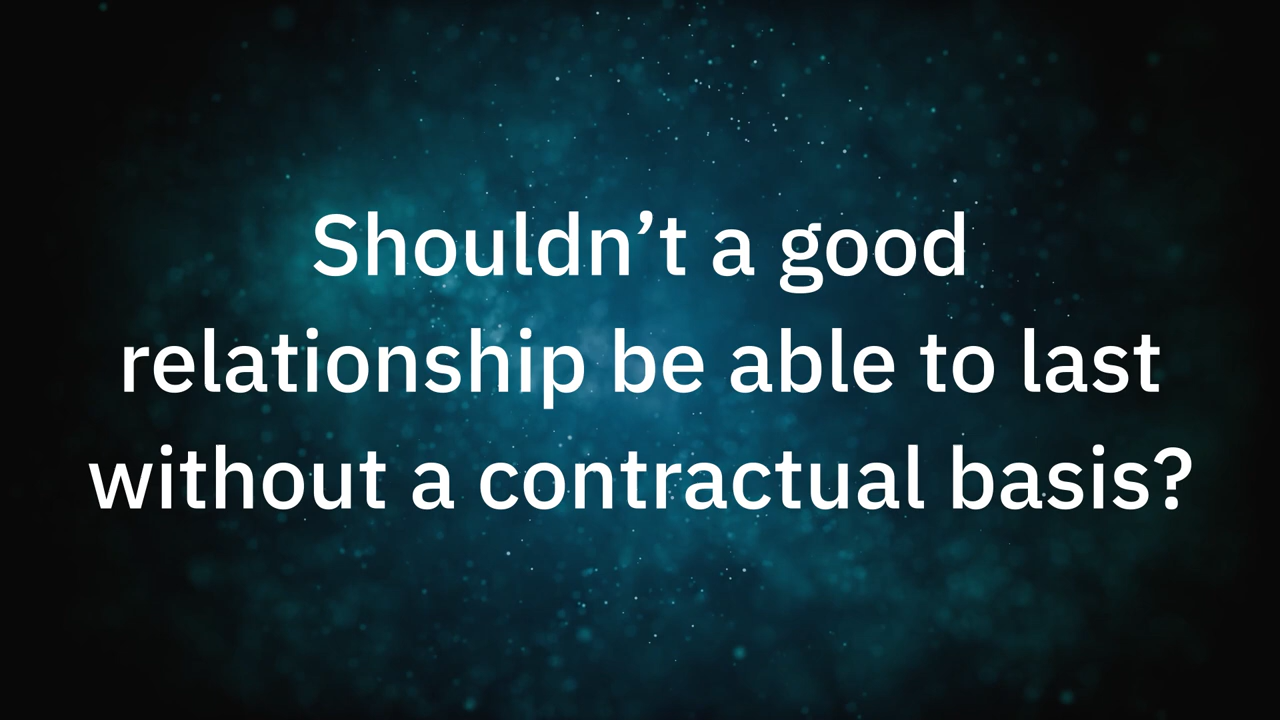 Shouldn’t a good
relationship be able to last
without a contractual basis?